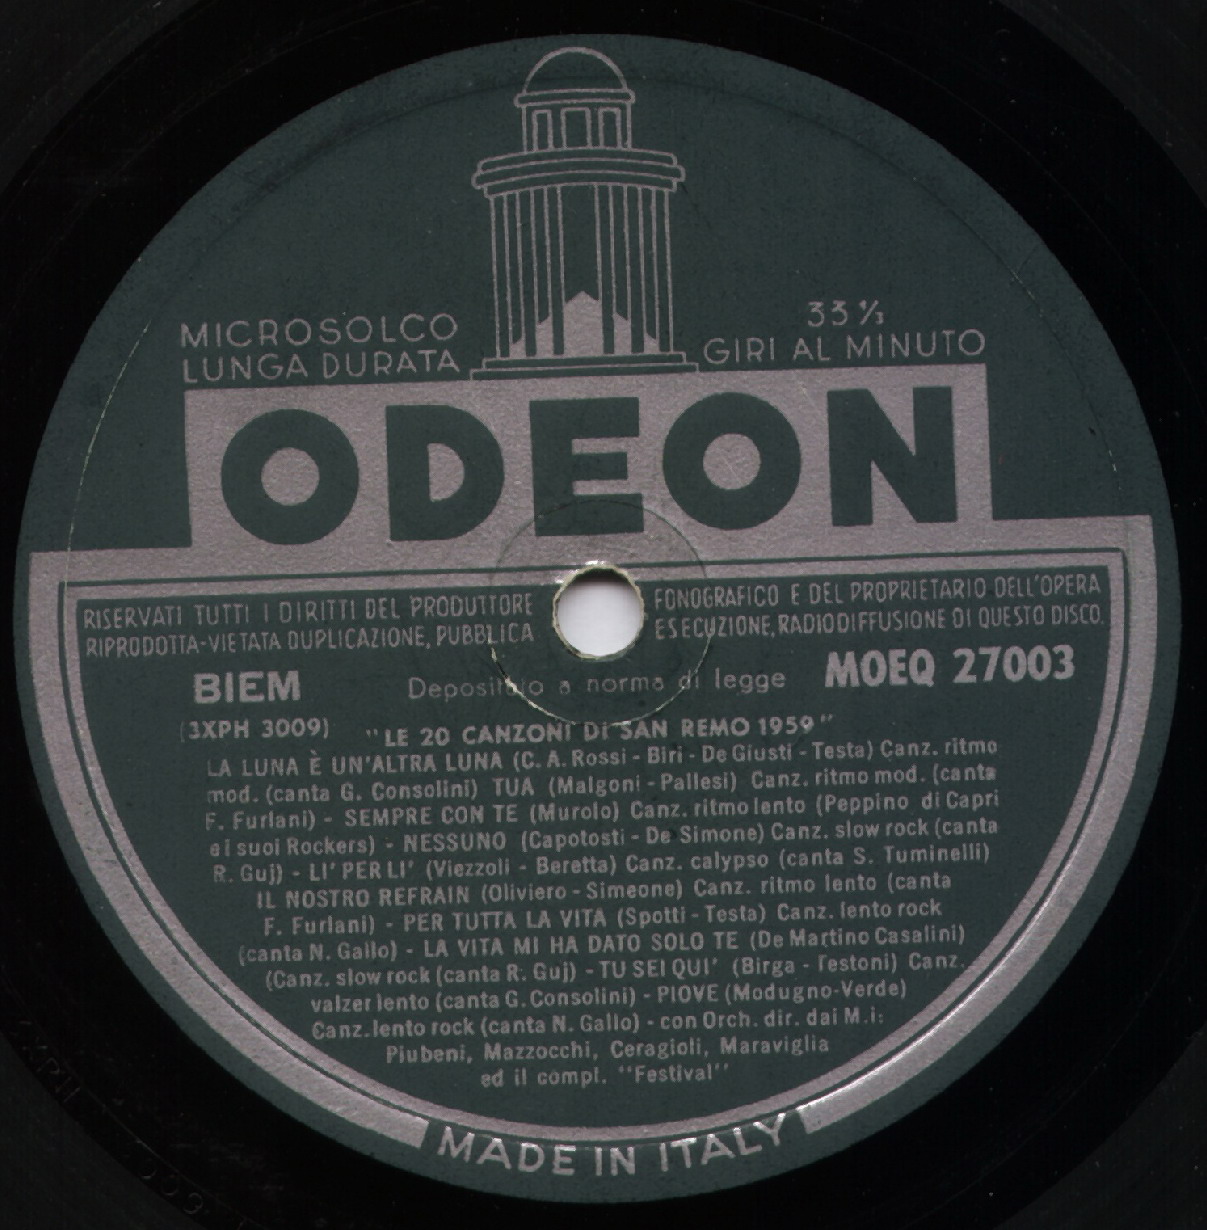 MICROSOLCO
LUNGA DURATA
33 ⅓
GIRI AL MINUTO
ODEON
RISERVATI TUTTI I DIRITTI DEL PRODUTTORE FONOGRAFICO E DEL PROPRIETARIO DELL'OPERA
RIPRODOTTA-VIETATA DUPLICAZIONE, PUBBLICA ESECUZIONE, RADIODIFFUSIONE DI QUESTO DISCO.
BIEM Depositato a norma di legge MOEQ 27003
(3XPH 3009) "LE 20 CANZONI DI SAN REMO 1959"
LA LUNA È UN'ALTRA LUNA (C. A. Rossi - Biri - De Giusti - Testa) Canz. ritmo
mod. (canta G. Consolini) TUA (Malgoni - Pallesi) Canz. ritmo mod. (canta
F. Furlani) - SEMPRE CON TE (Murolo) Canz. ritmo lento (Peppino di Capri
e i suoi Rockers) - NESSUNO (Capotosti - De Simone) Canz. slow rock (canta
R. Guj) - LI' PER LI' (Viezzoli - Beretta) Canz. calypso (canta S. Tuminelli)
IL NOSTRO REFRAIN (Oliviero - Simeone) Canz. ritmo lento (canta
F. Furlani) - PER TUTTA LA VITA (Spotti - Testa) Canz. lento rock
(canta N. Gallo) - LA VITA MI HA DATO SOLO TE (De Martino Casalini)
(Canz. slow rock (canta R. Guj) - TU SEI QUI' (Birga - Testoni) Canz.
valzer lento (canta G. Consolini) - PIOVE (Modugno-Verde)
Canz. lento rock (canta N. Gallo) - con Orch. dir. dai M.i:
Piubeni, Mazzocchi, Ceragioli, Maraviglia
ed il compl. "Festival"
MADE IN ITALY